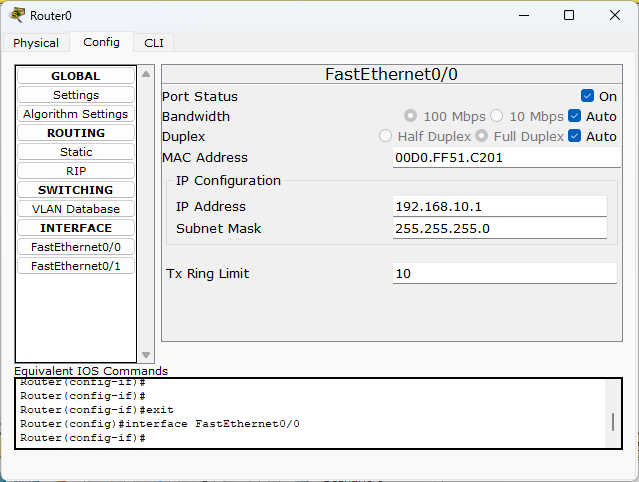 Router0
Physical Config CLI
GLOBAL
Settings
Algorithm Settings
ROUTING
Static
RIP
SWITCHING
VLAN Database
INTERFACE
FastEthernet0/0
FastEthernet0/1
FastEthernet0/0
Port Status On
Bandwidth 100 Mbps 10 Mbps Auto
Duplex Half Duplex Full Duplex Auto
MAC Address 00D0.FF51.C201
IP Configuration
IP Address 192.168.10.1
Subnet Mask 255.255.255.0
Tx Ring Limit 10
Equivalent IOS Commands
Router(config-if)#
Router(config-if)#
Router(config-if)#exit
Router(config)#interface FastEthernet0/0
Router(config-if)#